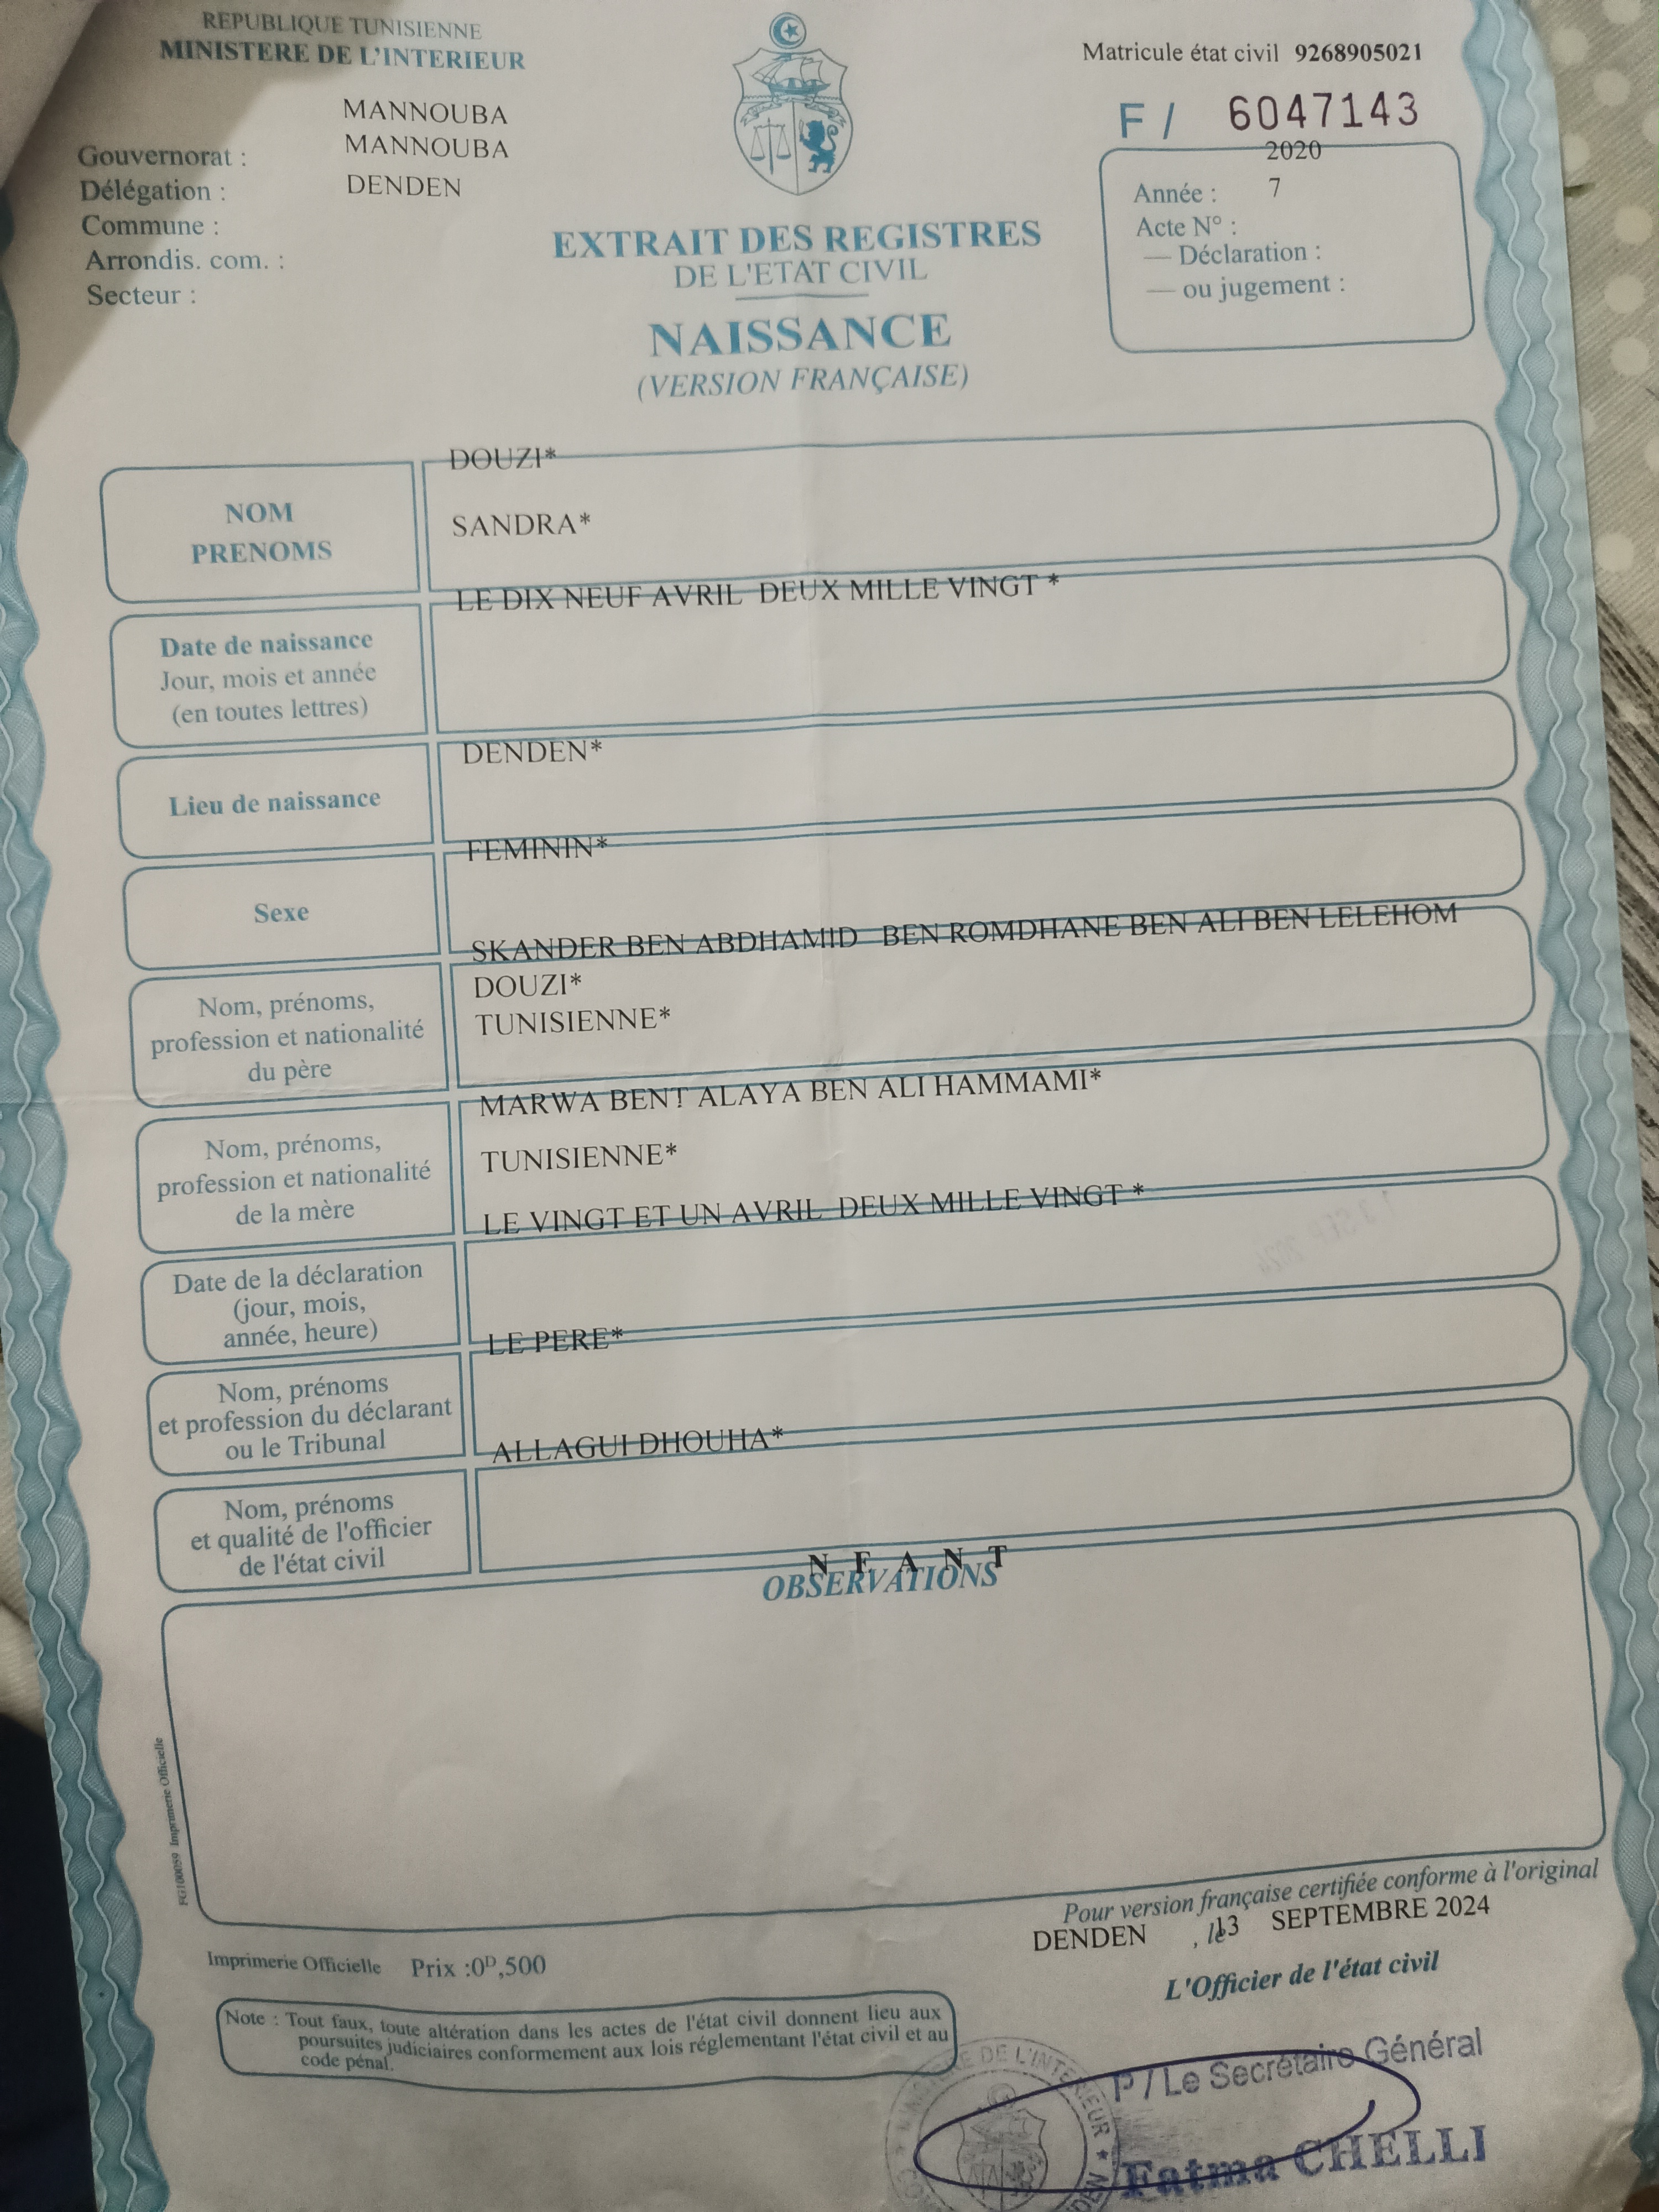 REPUBLIQUE TUNISIENNE
MINISTERE DE L'INTERIEUR
MANNOUBA
MANNOUBA
DENDEN
Gouvernorat :
Délégation :
Commune :
Arrondis. com. :
Secteur :
Matricule état civil 9268905021
F / 6047143
2020
Année : 7
Acte N° :
— Déclaration :
— ou jugement :
EXTRAIT DES REGISTRES
DE L'ETAT CIVIL
NAISSANCE
(VERSION FRANÇAISE)
NOM
PRENOMS
DOUZI*
SANDRA*
Date de naissance
Jour, mois et année
(en toutes lettres)
LE DIX NEUF AVRIL DEUX MILLE VINGT *
Lieu de naissance
DENDEN*
Sexe
FEMININ*
Nom, prénoms,
profession et nationalité
du père
SKANDER BEN ABDHAMID BEN ROMDHANE BEN ALI BEN LELEHOM
DOUZI*
TUNISIENNE*
Nom, prénoms,
profession et nationalité
de la mère
MARWA BENT ALAYA BEN ALI HAMMAMI*
TUNISIENNE*
Date de la déclaration
(jour, mois,
année, heure)
LE VINGT ET UN AVRIL DEUX MILLE VINGT *
Nom, prénoms
et profession du déclarant
ou le Tribunal
LE PERE*
Nom, prénoms
et qualité de l'officier
de l'état civil
ALLAGUI DHOUHA*
N E A N T
OBSERVATIONS
FG100059 Imprimerie Officielle
Pour version française certifiée conforme à l'original
DENDEN , le 13 SEPTEMBRE 2024
L'Officier de l'état civil
Imprimerie Officielle Prix :0D,500
Note : Tout faux, toute altération dans les actes de l'état civil donnent lieu aux
poursuites judiciaires conformement aux lois réglementant l'état civil et au
code pénal.
P / Le Secrétaire Général
Fatma CHELLI
DE L'INTERIEUR